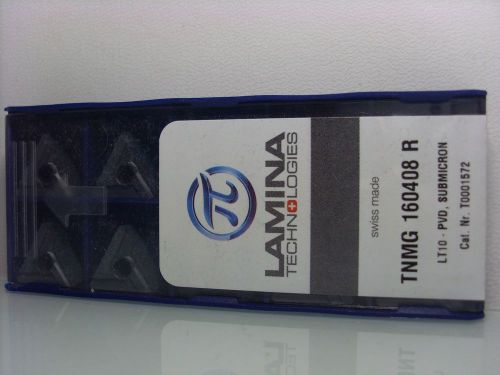 π
LAMINA
TECHNOLOGIES
swiss made
TNMG 160408 R
LT10 - PVD, SUBMICRON
Cat. Nr. T0001572